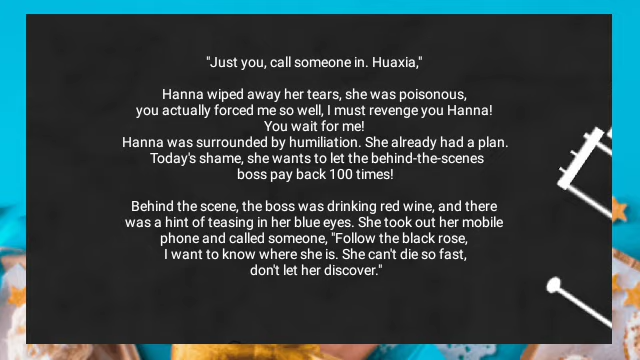 "Just you, call someone in. Huaxia,"
Hanna wiped away her tears, she was poisonous,
you actually forced me so well, I must revenge you Hanna!
You wait for me!
Hanna was surrounded by humiliation. She already had a plan.
Today's shame, she wants to let the behind-the-scenes
boss pay back 100 times!
Behind the scene, the boss was drinking red wine, and there
was a hint of teasing in her blue eyes. She took out her mobile
phone and called someone, "Follow the black rose,
I want to know where she is. She can't die so fast,
don't let her discover."